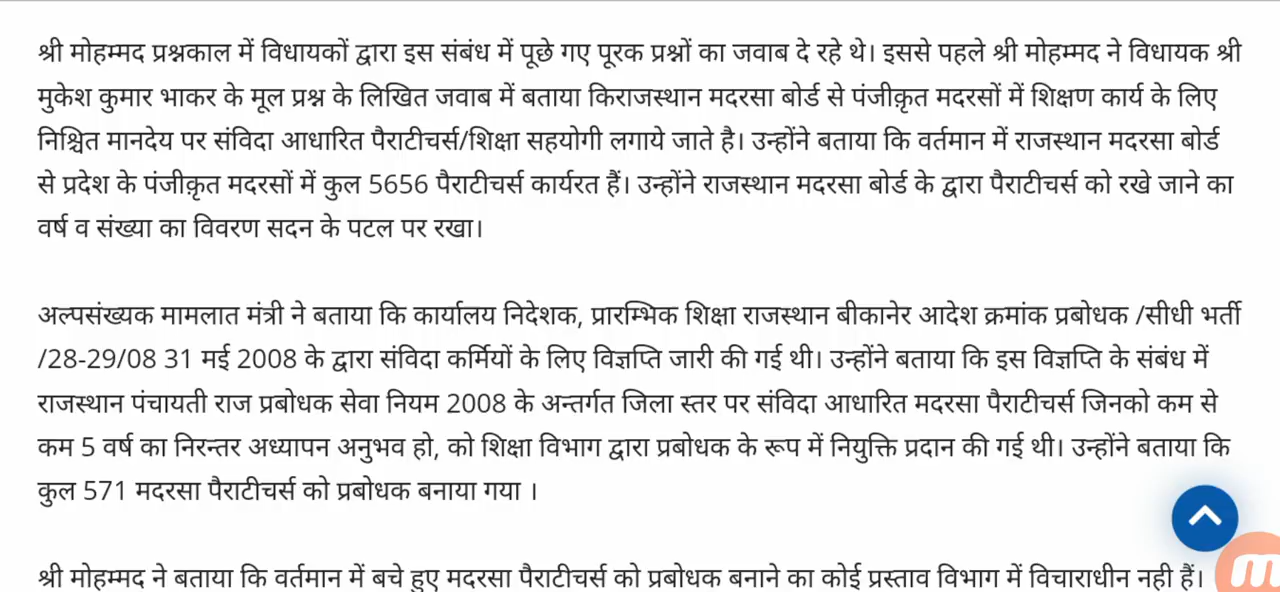 श्री मोहम्मद प्रश्नकाल में विधायकों द्वारा इस संबंध में पूछे गए पूरक प्रश्नों का जवाब दे रहे थे। इससे पहले श्री मोहम्मद ने विधायक श्री
मुकेश कुमार भाकर के मूल प्रश्न के लिखित जवाब में बताया किराजस्थान मदरसा बोर्ड से पंजीकृत मदरसों में शिक्षण कार्य के लिए
निश्चित मानदेय पर संविदा आधारित पैराटीचर्स/शिक्षा सहयोगी लगाये जाते है। उन्होंने बताया कि वर्तमान में राजस्थान मदरसा बोर्ड
से प्रदेश के पंजीकृत मदरसों में कुल 5656 पैराटीचर्स कार्यरत हैं। उन्होंने राजस्थान मदरसा बोर्ड के द्वारा पैराटीचर्स को रखे जाने का
वर्ष व संख्या का विवरण सदन के पटल पर रखा।
अल्पसंख्यक मामलात मंत्री ने बताया कि कार्यालय निदेशक, प्रारम्भिक शिक्षा राजस्थान बीकानेर आदेश क्रमांक प्रबोधक /सीधी भर्ती
/28-29/08 31 मई 2008 के द्वारा संविदा कर्मियों के लिए विज्ञप्ति जारी की गई थी। उन्होंने बताया कि इस विज्ञप्ति के संबंध में
राजस्थान पंचायती राज प्रबोधक सेवा नियम 2008 के अन्तर्गत जिला स्तर पर संविदा आधारित मदरसा पैराटीचर्स जिनको कम से
कम 5 वर्ष का निरन्तर अध्यापन अनुभव हो, को शिक्षा विभाग द्वारा प्रबोधक के रूप में नियुक्ति प्रदान की गई थी। उन्होंने बताया कि
कुल 571 मदरसा पैराटीचर्स को प्रबोधक बनाया गया ।
श्री मोहम्मद ने बताया कि वर्तमान में बचे हुए मदरसा पैराटीचर्स को प्रबोधक बनाने का कोई प्रस्ताव विभाग में विचाराधीन नही हैं।